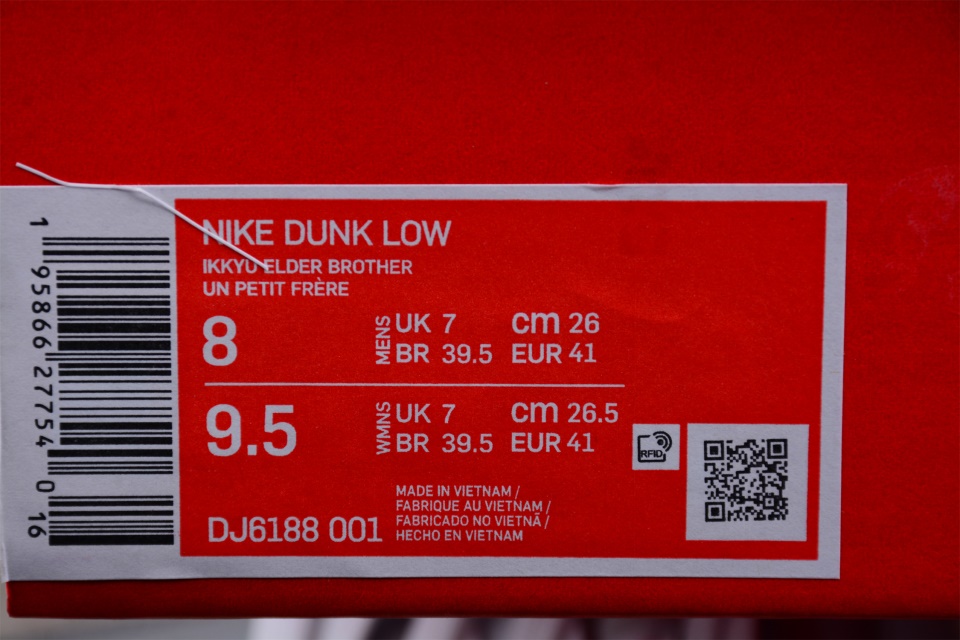 NIKE DUNK LOW
IKKYU ELDER BROTHER
UN PETIT FRÈRE
8
MENS
UK 7 cm 26
BR 39.5 EUR 41
9.5
WMNS
UK 7 cm 26.5
BR 39.5 EUR 41
RFID
MADE IN VIETNAM /
FABRIQUE AU VIETNAM /
FABRICADO NO VIETNÃ /
HECHO EN VIETNAM
DJ6188 001
1 95866 27754 0 16